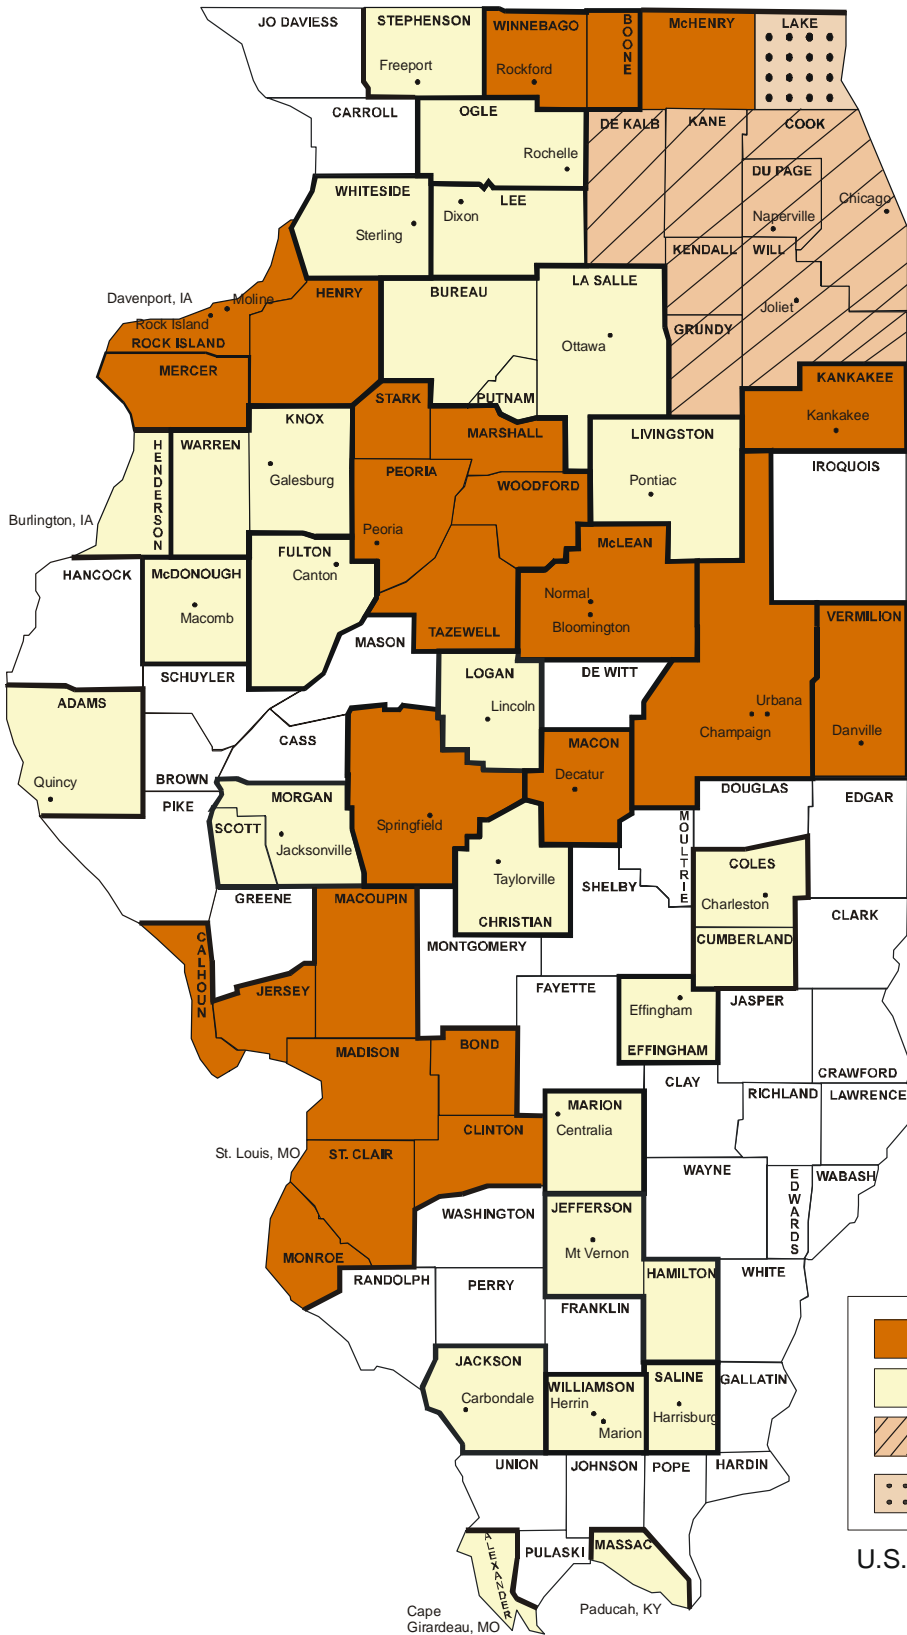 JO DAVIESS
STEPHENSON
Freeport
WINNEBAGO
Rockford
BOONE
McHENRY
LAKE
CARROLL
OGLE
Rochelle
DE KALB
KANE
COOK
DU PAGE
Naperville
Chicago
WHITESIDE
Sterling
LEE
Dixon
KENDALL
WILL
Joliet
GRUNDY
Davenport, IA
Moline
Rock Island
ROCK ISLAND
HENRY
BUREAU
LA SALLE
Ottawa
PUTNAM
MERCER
STARK
KANKAKEE
Kankakee
KNOX
Galesburg
WARREN
HENDERSON
Burlington, IA
MARSHALL
PEORIA
Peoria
WOODFORD
LIVINGSTON
Pontiac
IROQUOIS
HANCOCK
McDONOUGH
Macomb
FULTON
Canton
TAZEWELL
McLEAN
Normal
Bloomington
VERMILION
Danville
MASON
SCHUYLER
LOGAN
Lincoln
DE WITT
Urbana
Champaign
ADAMS
Quincy
BROWN
CASS
MACON
Decatur
PIKE
MORGAN
Jacksonville
SCOTT
Springfield
DOUGLAS
EDGAR
MOULTRIE
COLES
Charleston
Taylorville
CHRISTIAN
SHELBY
GREENE
MACOUPIN
MONTGOMERY
CUMBERLAND
CLARK
CALHOUN
JERSEY
FAYETTE
Effingham
EFFINGHAM
JASPER
CRAWFORD
MADISON
BOND
CLAY
RICHLAND
LAWRENCE
MARION
Centralia
St. Louis, MO
ST. CLAIR
CLINTON
WAYNE
EDWARDS
WABASH
WASHINGTON
JEFFERSON
Mt Vernon
MONROE
RANDOLPH
PERRY
HAMILTON
WHITE
FRANKLIN
JACKSON
Carbondale
WILLIAMSON
Herrin
Marion
SALINE
Harrisburg
GALLATIN
UNION
JOHNSON
POPE
HARDIN
ALEXANDER
PULASKI
MASSAC
Cape
Girardeau, MO
Paducah, KY
U.S.